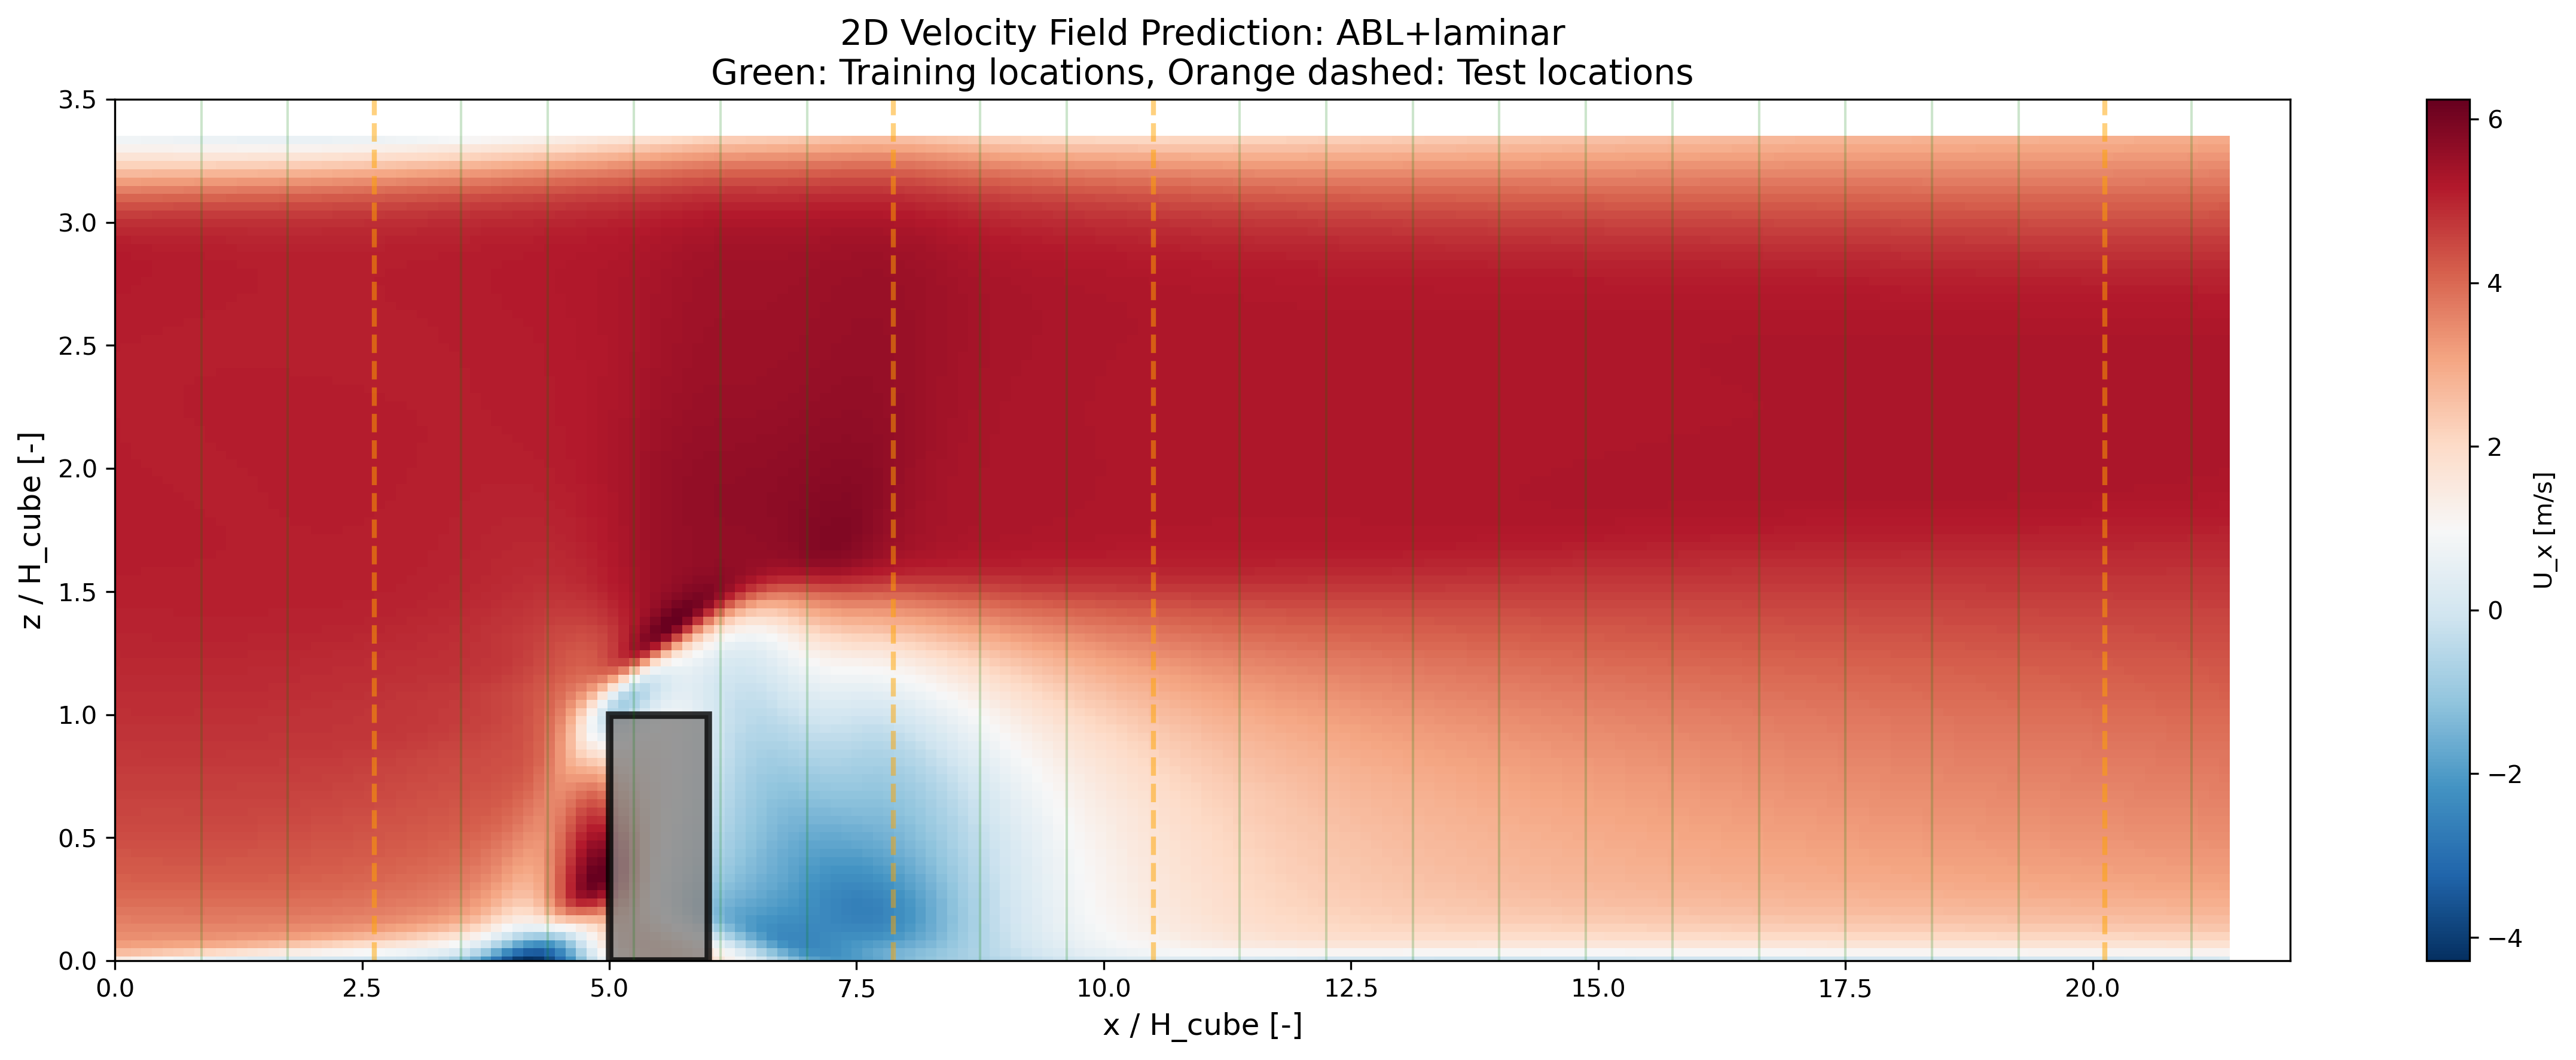 2D Velocity Field Prediction: ABL+laminar
Green: Training locations, Orange dashed: Test locations
3.5
3.0
2.5
2.0
1.5
1.0
0.5
0.0
z / H_cube [-]
0.0 2.5 5.0 7.5 10.0 12.5 15.0 17.5 20.0
x / H_cube [-]
6
4
2
0
−2
−4
U_x [m/s]